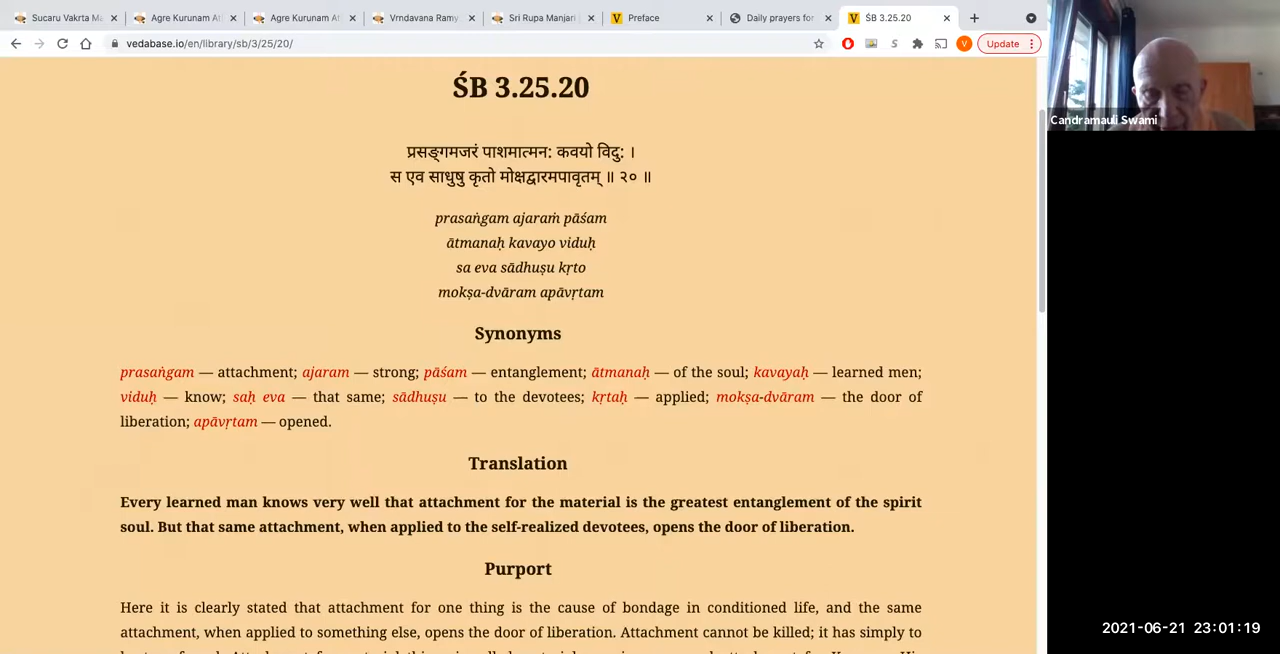 Sucaru Vakrta Ma
Agre Kurunam At
Agre Kurunam At
Vrndavana Ramy
Sri Rupa Manjari
Preface
Daily prayers for
ŚB 3.25.20
vedabase.io/en/library/sb/3/25/20/
Update
ŚB 3.25.20
प्रसङ्गमजरं पाशमात्मन: कवयो विदु: ।
स एव साधुषु कृतो मोक्षद्वारमपावृतम् ॥ २० ॥
prasaṅgam ajaraṁ pāśam
ātmanaḥ kavayo viduḥ
sa eva sādhuṣu kṛto
mokṣa-dvāram apāvṛtam
Synonyms
prasaṅgam — attachment; ajaram — strong; pāśam — entanglement; ātmanaḥ — of the soul; kavayaḥ — learned men;
viduḥ — know; saḥ eva — that same; sādhuṣu — to the devotees; kṛtaḥ — applied; mokṣa-dvāram — the door of
liberation; apāvṛtam — opened.
Translation
Every learned man knows very well that attachment for the material is the greatest entanglement of the spirit
soul. But that same attachment, when applied to the self-realized devotees, opens the door of liberation.
Purport
Here it is clearly stated that attachment for one thing is the cause of bondage in conditioned life, and the same
attachment, when applied to something else, opens the door of liberation. Attachment cannot be killed; it has simply to
Candramauli Swami
2021-06-21 23:01:19